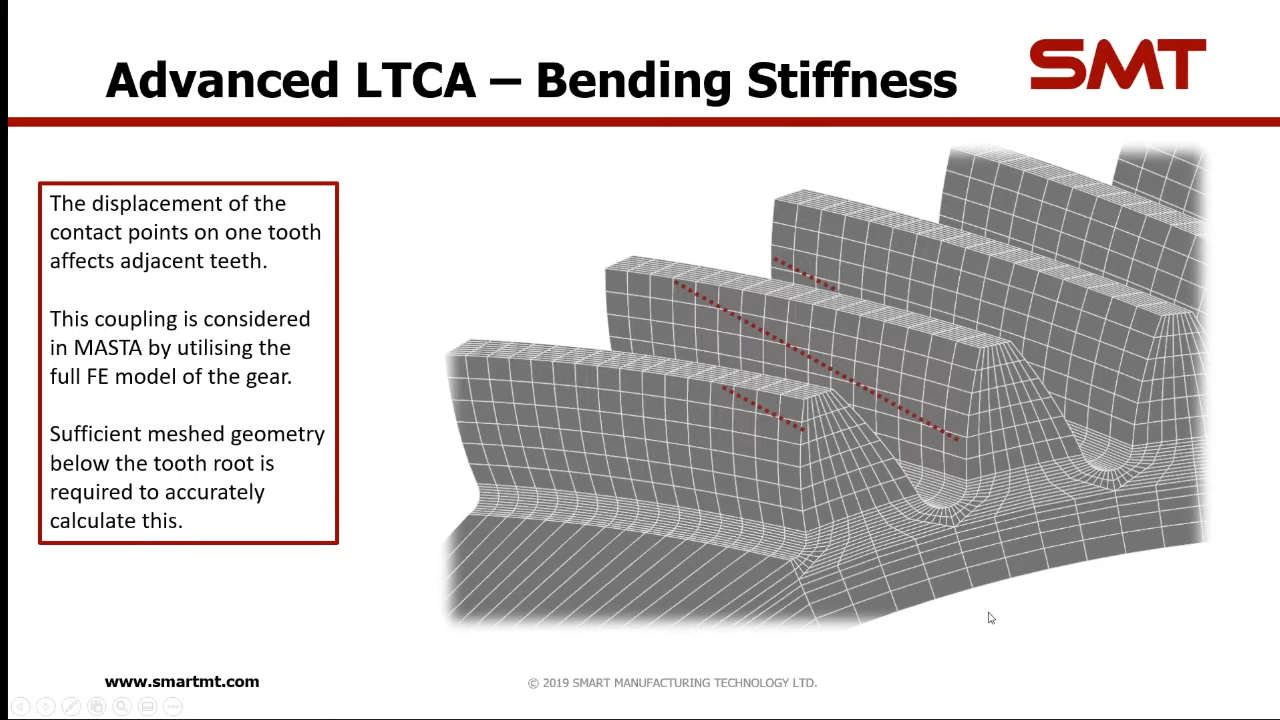 Advanced LTCA – Bending Stiffness
SMT
The displacement of the
contact points on one tooth
affects adjacent teeth.
This coupling is considered
in MASTA by utilising the
full FE model of the gear.
Sufficient meshed geometry
below the tooth root is
required to accurately
calculate this.
www.smartmt.com
© 2019 SMART MANUFACTURING TECHNOLOGY LTD.